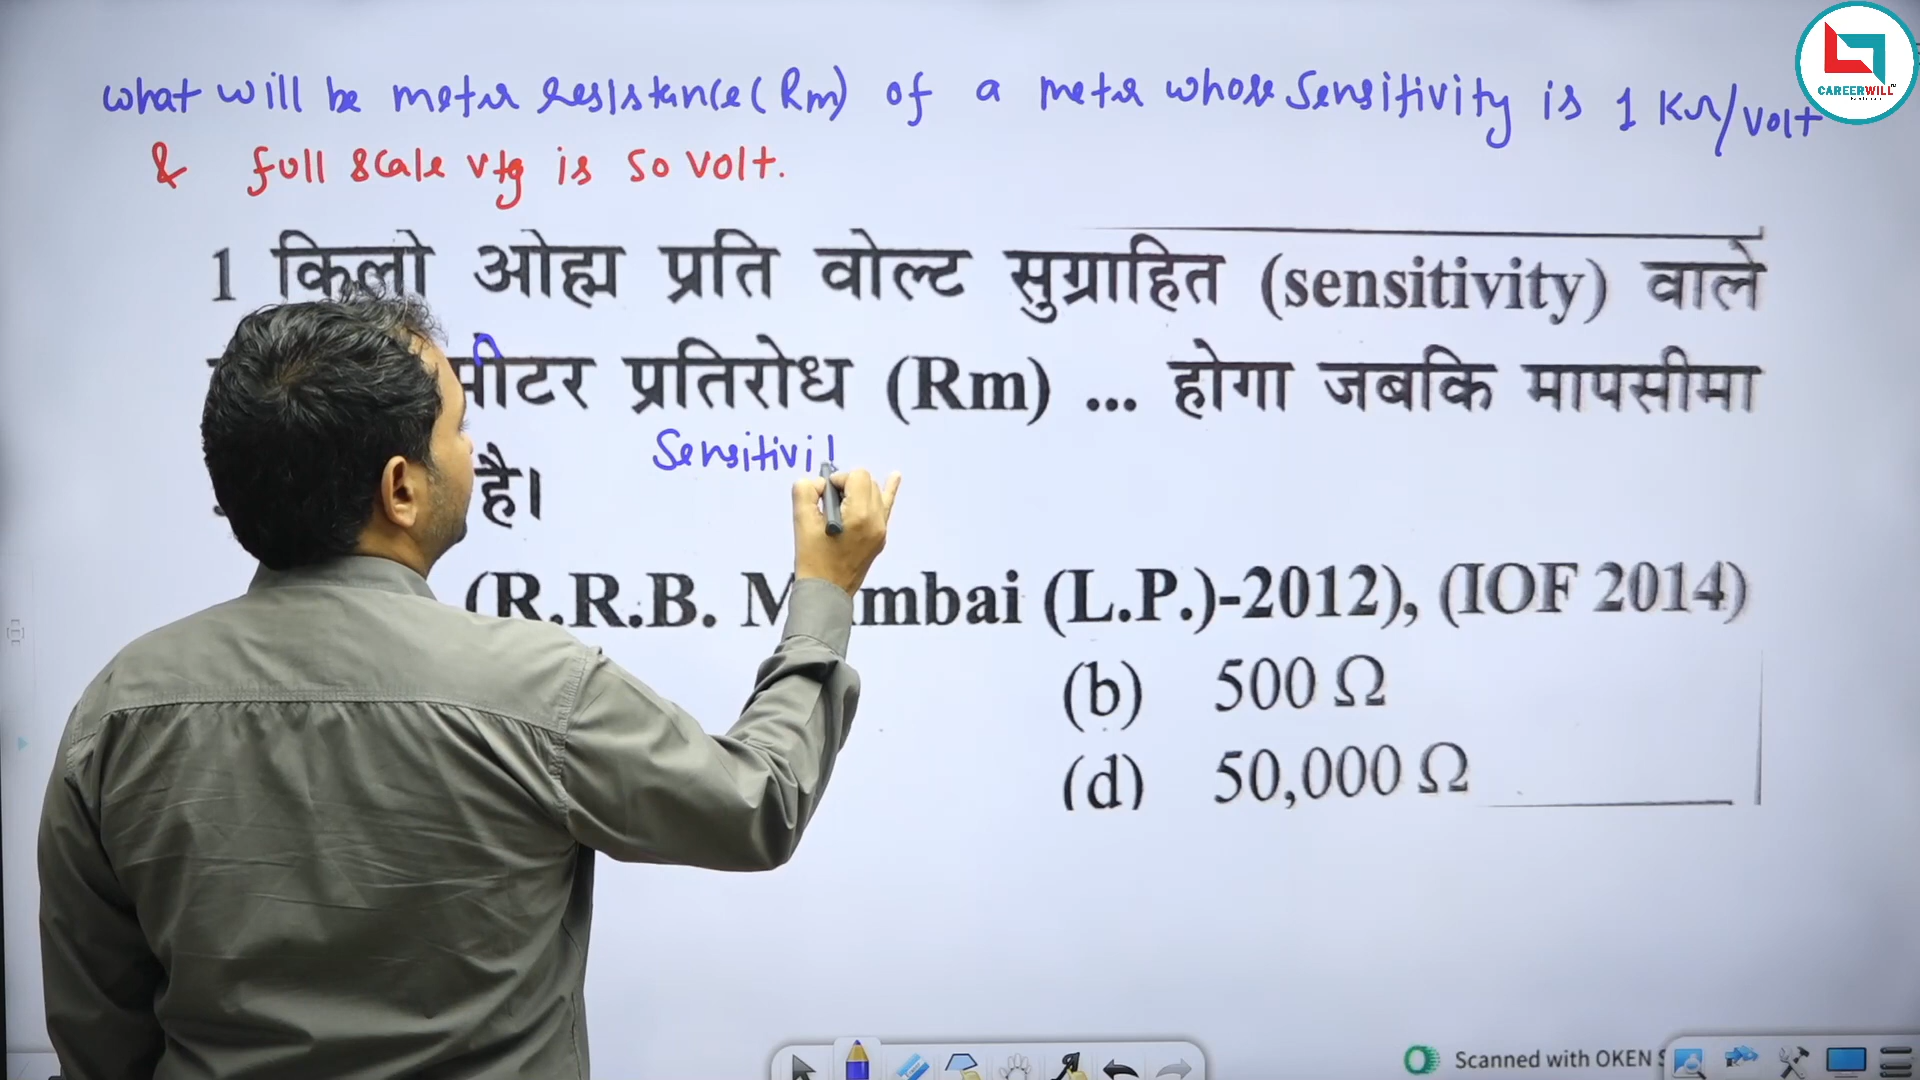 what will be meter resistance (Rm) of a meter whose sensitivity is 1 KΩ/volt
& full scale vtg is 50 volt.
1 किलो ओह्म प्रति वोल्ट सुग्राहित (sensitivity) वाले
मीटर प्रतिरोध (Rm) ... होगा जबकि मापसीमा
Sensitivi
है।
(R.R.B. Mumbai (L.P.)-2012), (IOF 2014)
(b) 500 Ω
(d) 50,000 Ω
CAREERWILL
Scanned with OKEN S